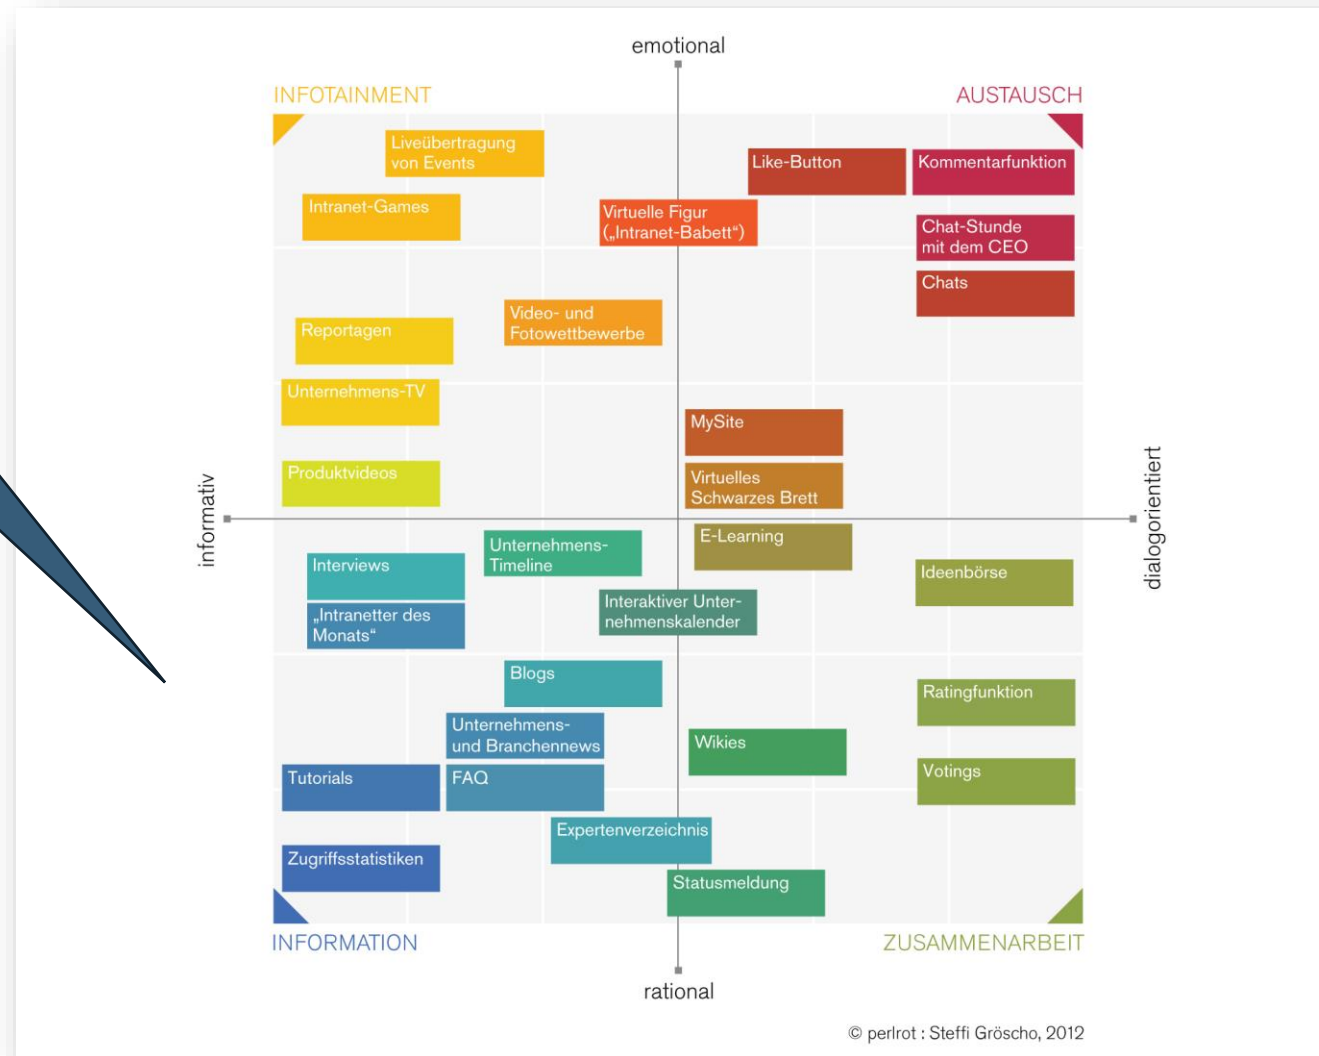 emotional
INFOTAINMENT
AUSTAUSCH
Liveübertragung
von Events
Like-Button
Kommentarfunktion
Intranet-Games
Virtuelle Figur
(„Intranet-Babett“)
Chat-Stunde
mit dem CEO
Chats
Video- und
Fotowettbewerbe
Reportagen
Unternehmens-TV
MySite
Produktvideos
Virtuelles
Schwarzes Brett
informativ
dialogorientiert
Unternehmens-
Timeline
E-Learning
Interviews
Ideenbörse
„Intranetter des
Monats“
Interaktiver Unter-
nehmenskalender
Blogs
Ratingfunktion
Unternehmens-
und Branchennews
Wikies
Tutorials
FAQ
Votings
Expertenverzeichnis
Zugriffsstatistiken
Statusmeldung
INFORMATION
ZUSAMMENARBEIT
rational
© perlrot : Steffi Gröscho, 2012